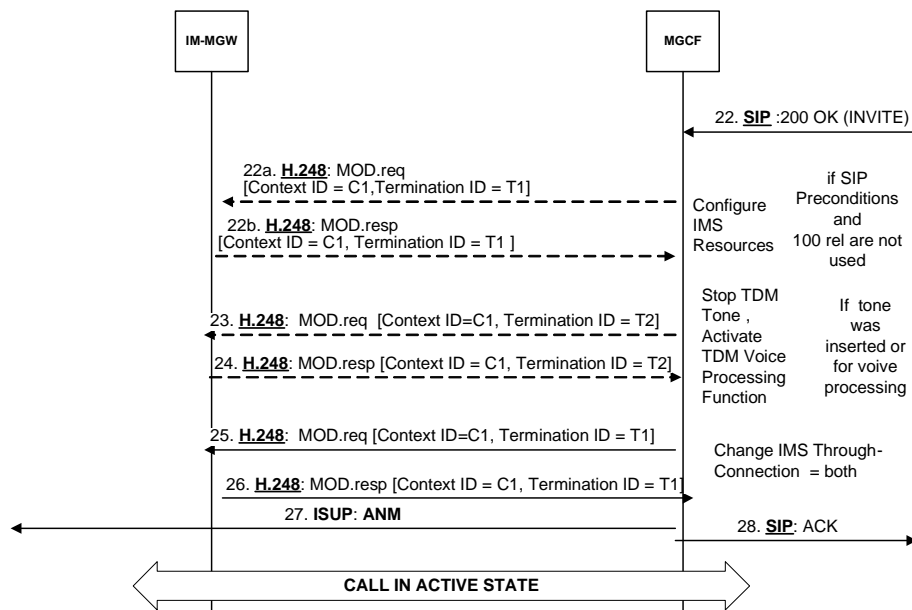 IM-MGW
MGCF
22. SIP :200 OK (INVITE)
22a. H.248: MOD.req
[Context ID = C1,Termination ID = T1]
22b. H.248: MOD.resp
[Context ID = C1, Termination ID = T1 ]
Configure
IMS
Resources
if SIP
Preconditions
and
100 rel are not
used
23. H.248: MOD.req [Context ID=C1, Termination ID = T2]
24. H.248: MOD.resp [Context ID = C1, Termination ID = T2]
Stop TDM
Tone ,
Activate
TDM Voice
Processing
Function
If tone
was
inserted or
for voive
processing
25. H.248: MOD.req [Context ID=C1, Termination ID = T1]
26. H.248: MOD.resp [Context ID = C1, Termination ID = T1]
Change IMS Through-
Connection = both
27. ISUP: ANM
28. SIP: ACK
CALL IN ACTIVE STATE